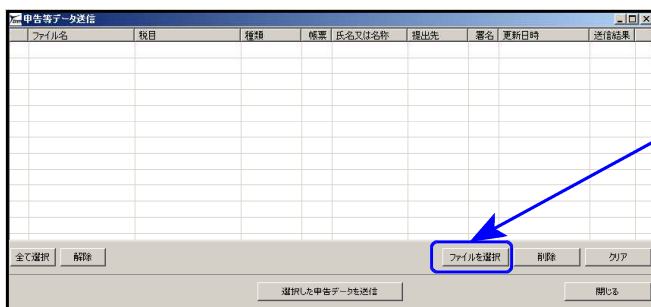 申告等データ送信
ファイル名 税目 種類 帳票 氏名又は名称 提出先 署名 更新日時 送信結果
全て選択 解除 ファイルを選択 削除 クリア
選択した申告データを送信 閉じる